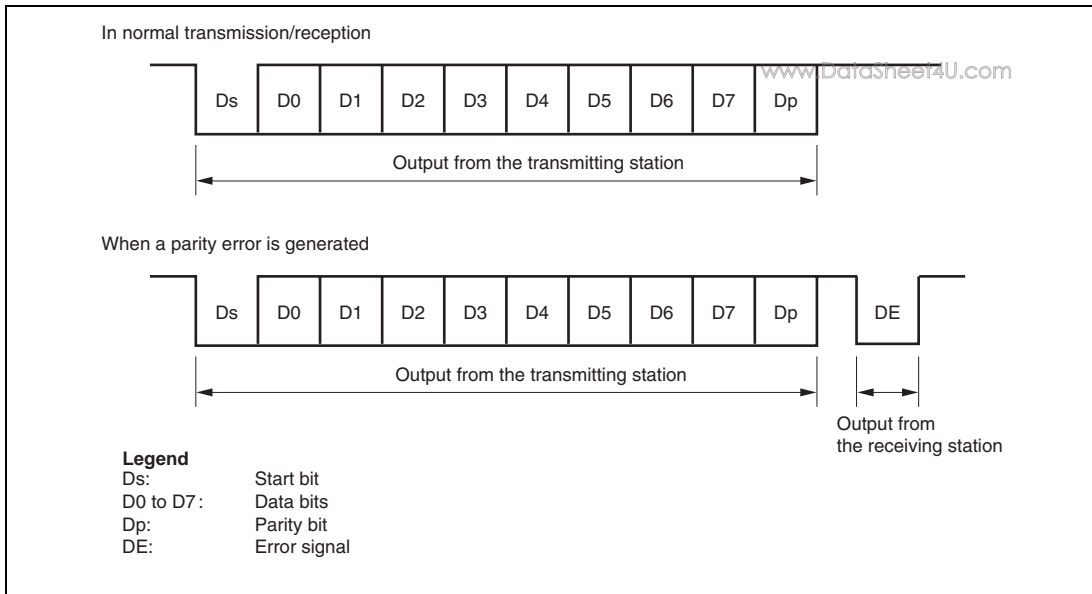 In normal transmission/reception
www.DataSheet4U.com
Ds D0 D1 D2 D3 D4 D5 D6 D7 Dp
Output from the transmitting station
When a parity error is generated
Ds D0 D1 D2 D3 D4 D5 D6 D7 Dp DE
Output from the transmitting station
Output from
the receiving station
Legend
Ds: Start bit
D0 to D7 : Data bits
Dp: Parity bit
DE: Error signal